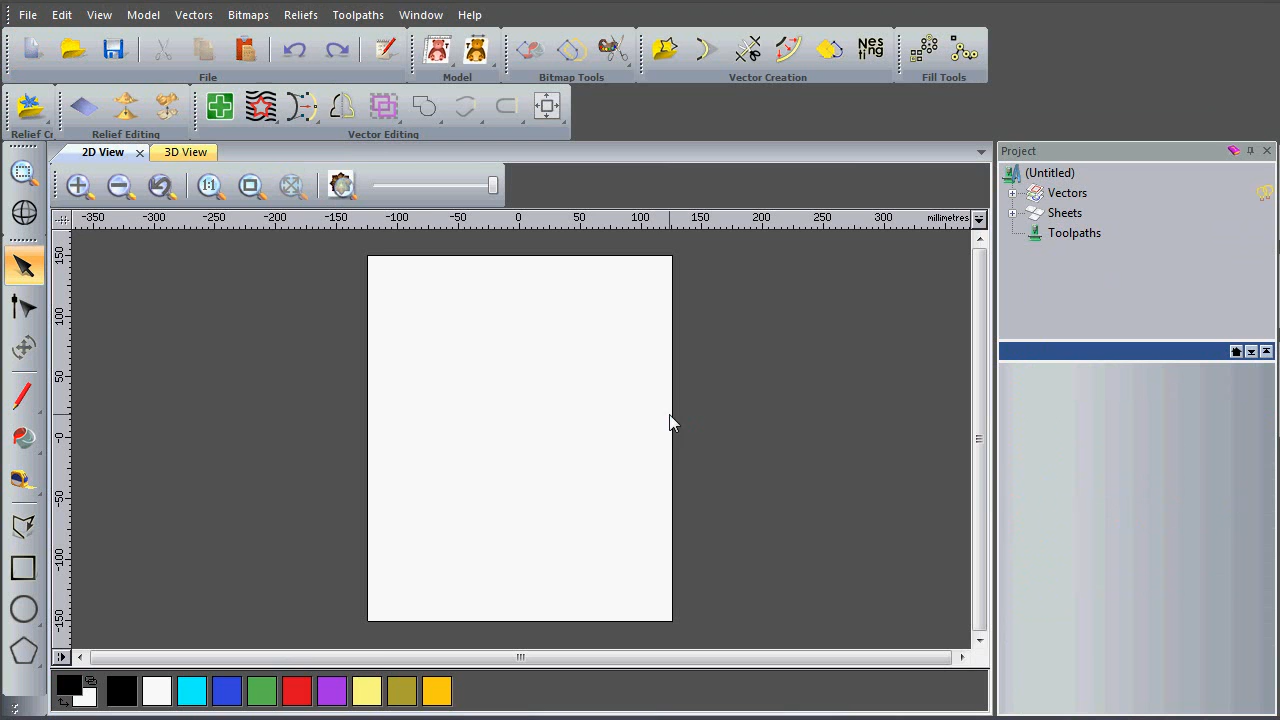 File Edit View Model Vectors Bitmaps Reliefs Toolpaths Window Help
Nes
ting
File Model Bitmap Tools Vector Creation Fill Tools
Relief Cr Relief Editing Vector Editing
2D View 3D View
Project
(Untitled)
Vectors
Sheets
Toolpaths
1:1
-350 -300 -250 -200 -150 -100 -50 0 50 100 150 200 250 300 millimetres
150
100
50
-0
-50
-100
-150